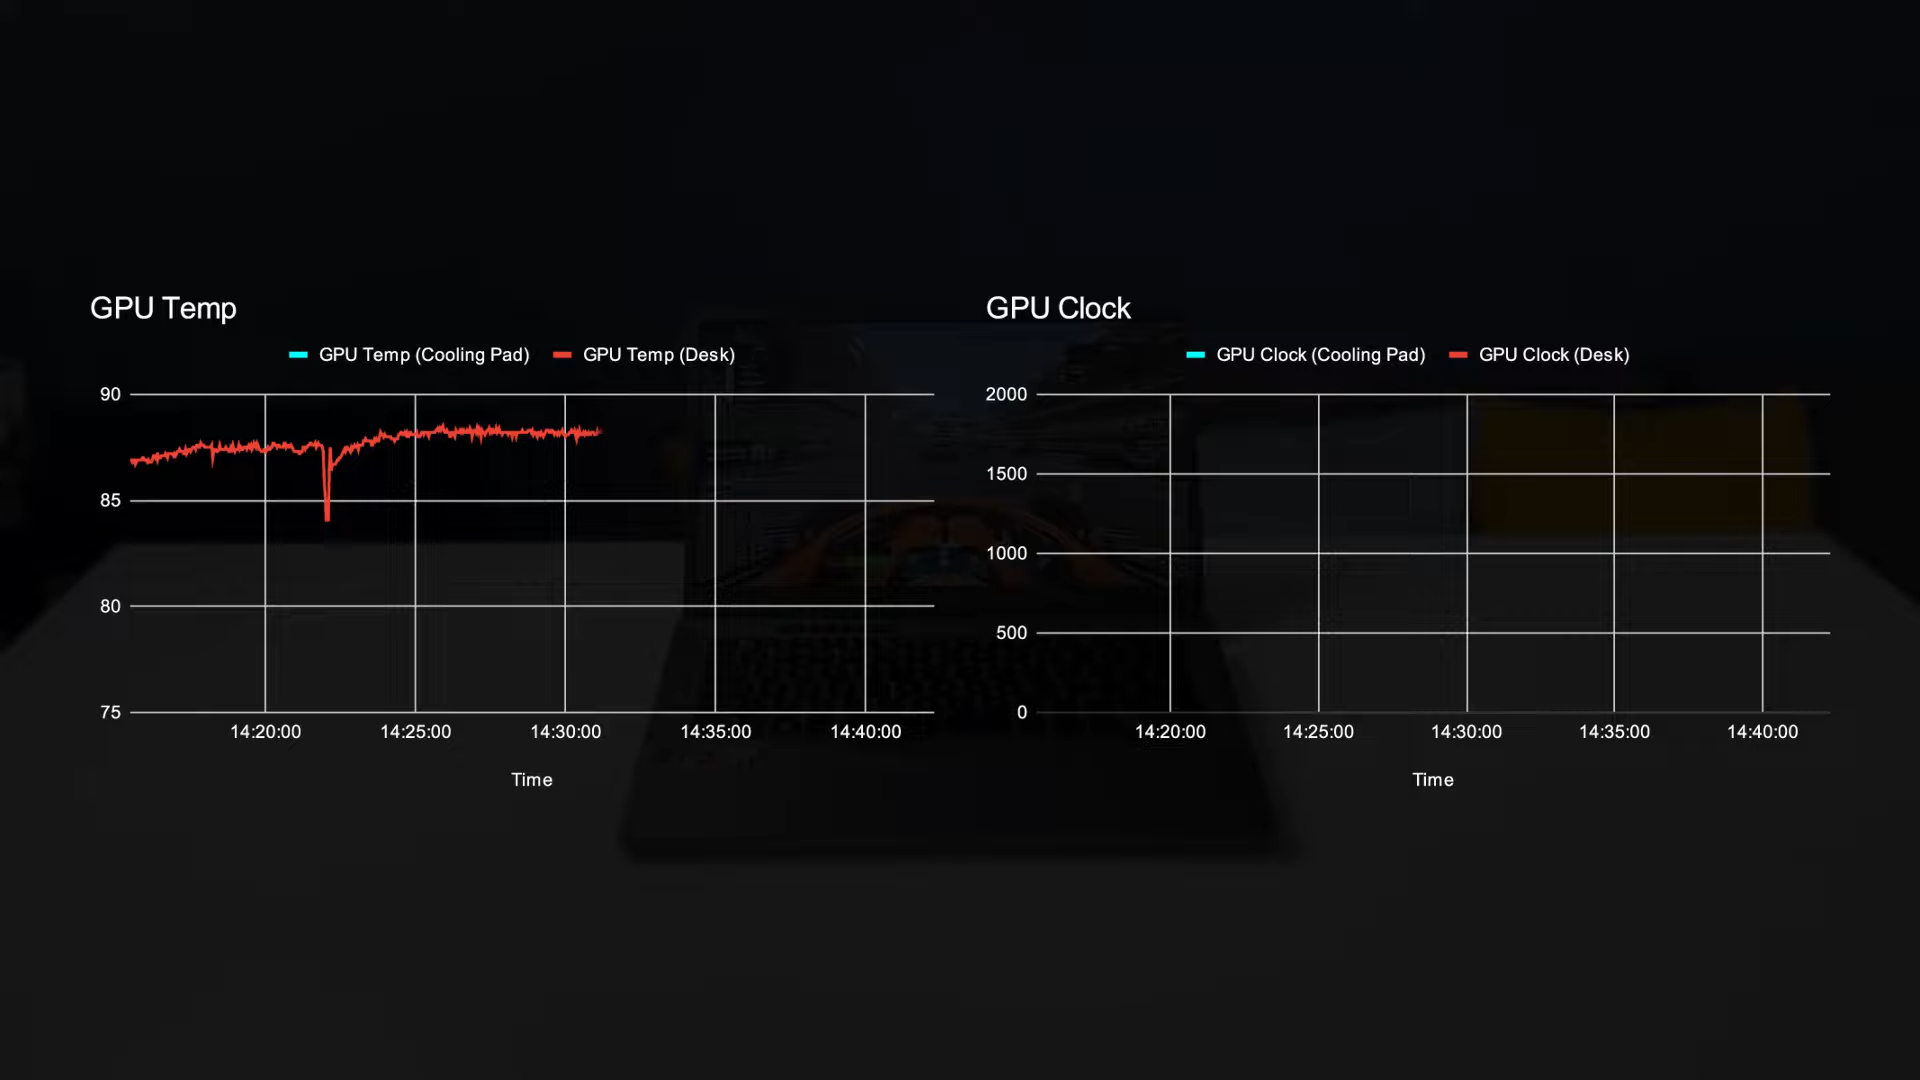 GPU Temp
GPU Temp (Cooling Pad) GPU Temp (Desk)
90
85
80
75
14:20:00 14:25:00 14:30:00 14:35:00 14:40:00
Time
GPU Clock
GPU Clock (Cooling Pad) GPU Clock (Desk)
2000
1500
1000
500
0
14:20:00 14:25:00 14:30:00 14:35:00 14:40:00
Time